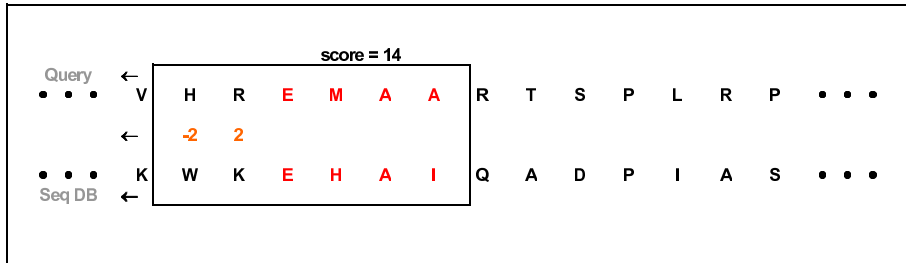 score = 14
Query ←
• • • V H R E M A A R T S P L R P • • •
← -2 2
• • • K W K E H A I Q A D P I A S • • •
Seq DB ←